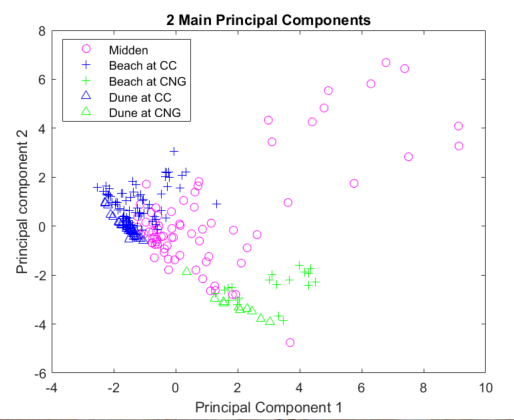 2 Main Principal Components
8
6
4
2
0
-2
-4
-6
Principal component 2
Midden
Beach at CC
Beach at CNG
Dune at CC
Dune at CNG
-4 -2 0 2 4 6 8 10
Principal Component 1